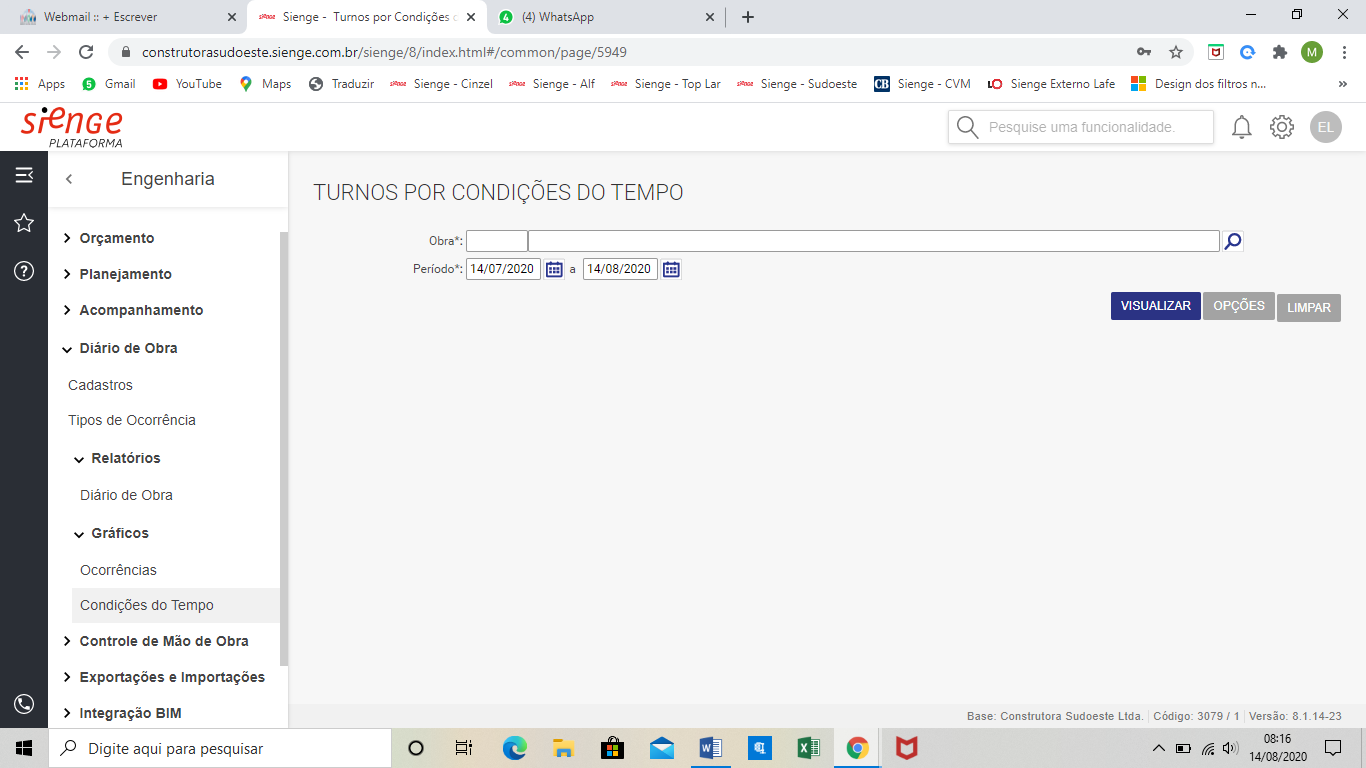 Webmail :: + Escrever
Sienge - Turnos por Condições d
(4) WhatsApp
construtorasudoeste.sienge.com.br/sienge/8/index.html#/common/page/5949
M
Apps
Gmail
YouTube
Maps
Traduzir
Sienge - Cinzel
Sienge - Alf
Sienge - Top Lar
Sienge - Sudoeste
Sienge - CVM
Sienge Externo Lafe
Design dos filtros n...
sienge
PLATAFORMA
Pesquise uma funcionalidade.
EL
Engenharia
Orçamento
Planejamento
Acompanhamento
Diário de Obra
Cadastros
Tipos de Ocorrência
Relatórios
Diário de Obra
Gráficos
Ocorrências
Condições do Tempo
Controle de Mão de Obra
Exportações e Importações
Integração BIM
TURNOS POR CONDIÇÕES DO TEMPO
Obra*:
Período*: 14/07/2020 a 14/08/2020
VISUALIZAR OPÇÕES LIMPAR
Base: Construtora Sudoeste Ltda. | Código: 3079 / 1 | Versão: 8.1.14-23
Digite aqui para pesquisar
08:16
14/08/2020